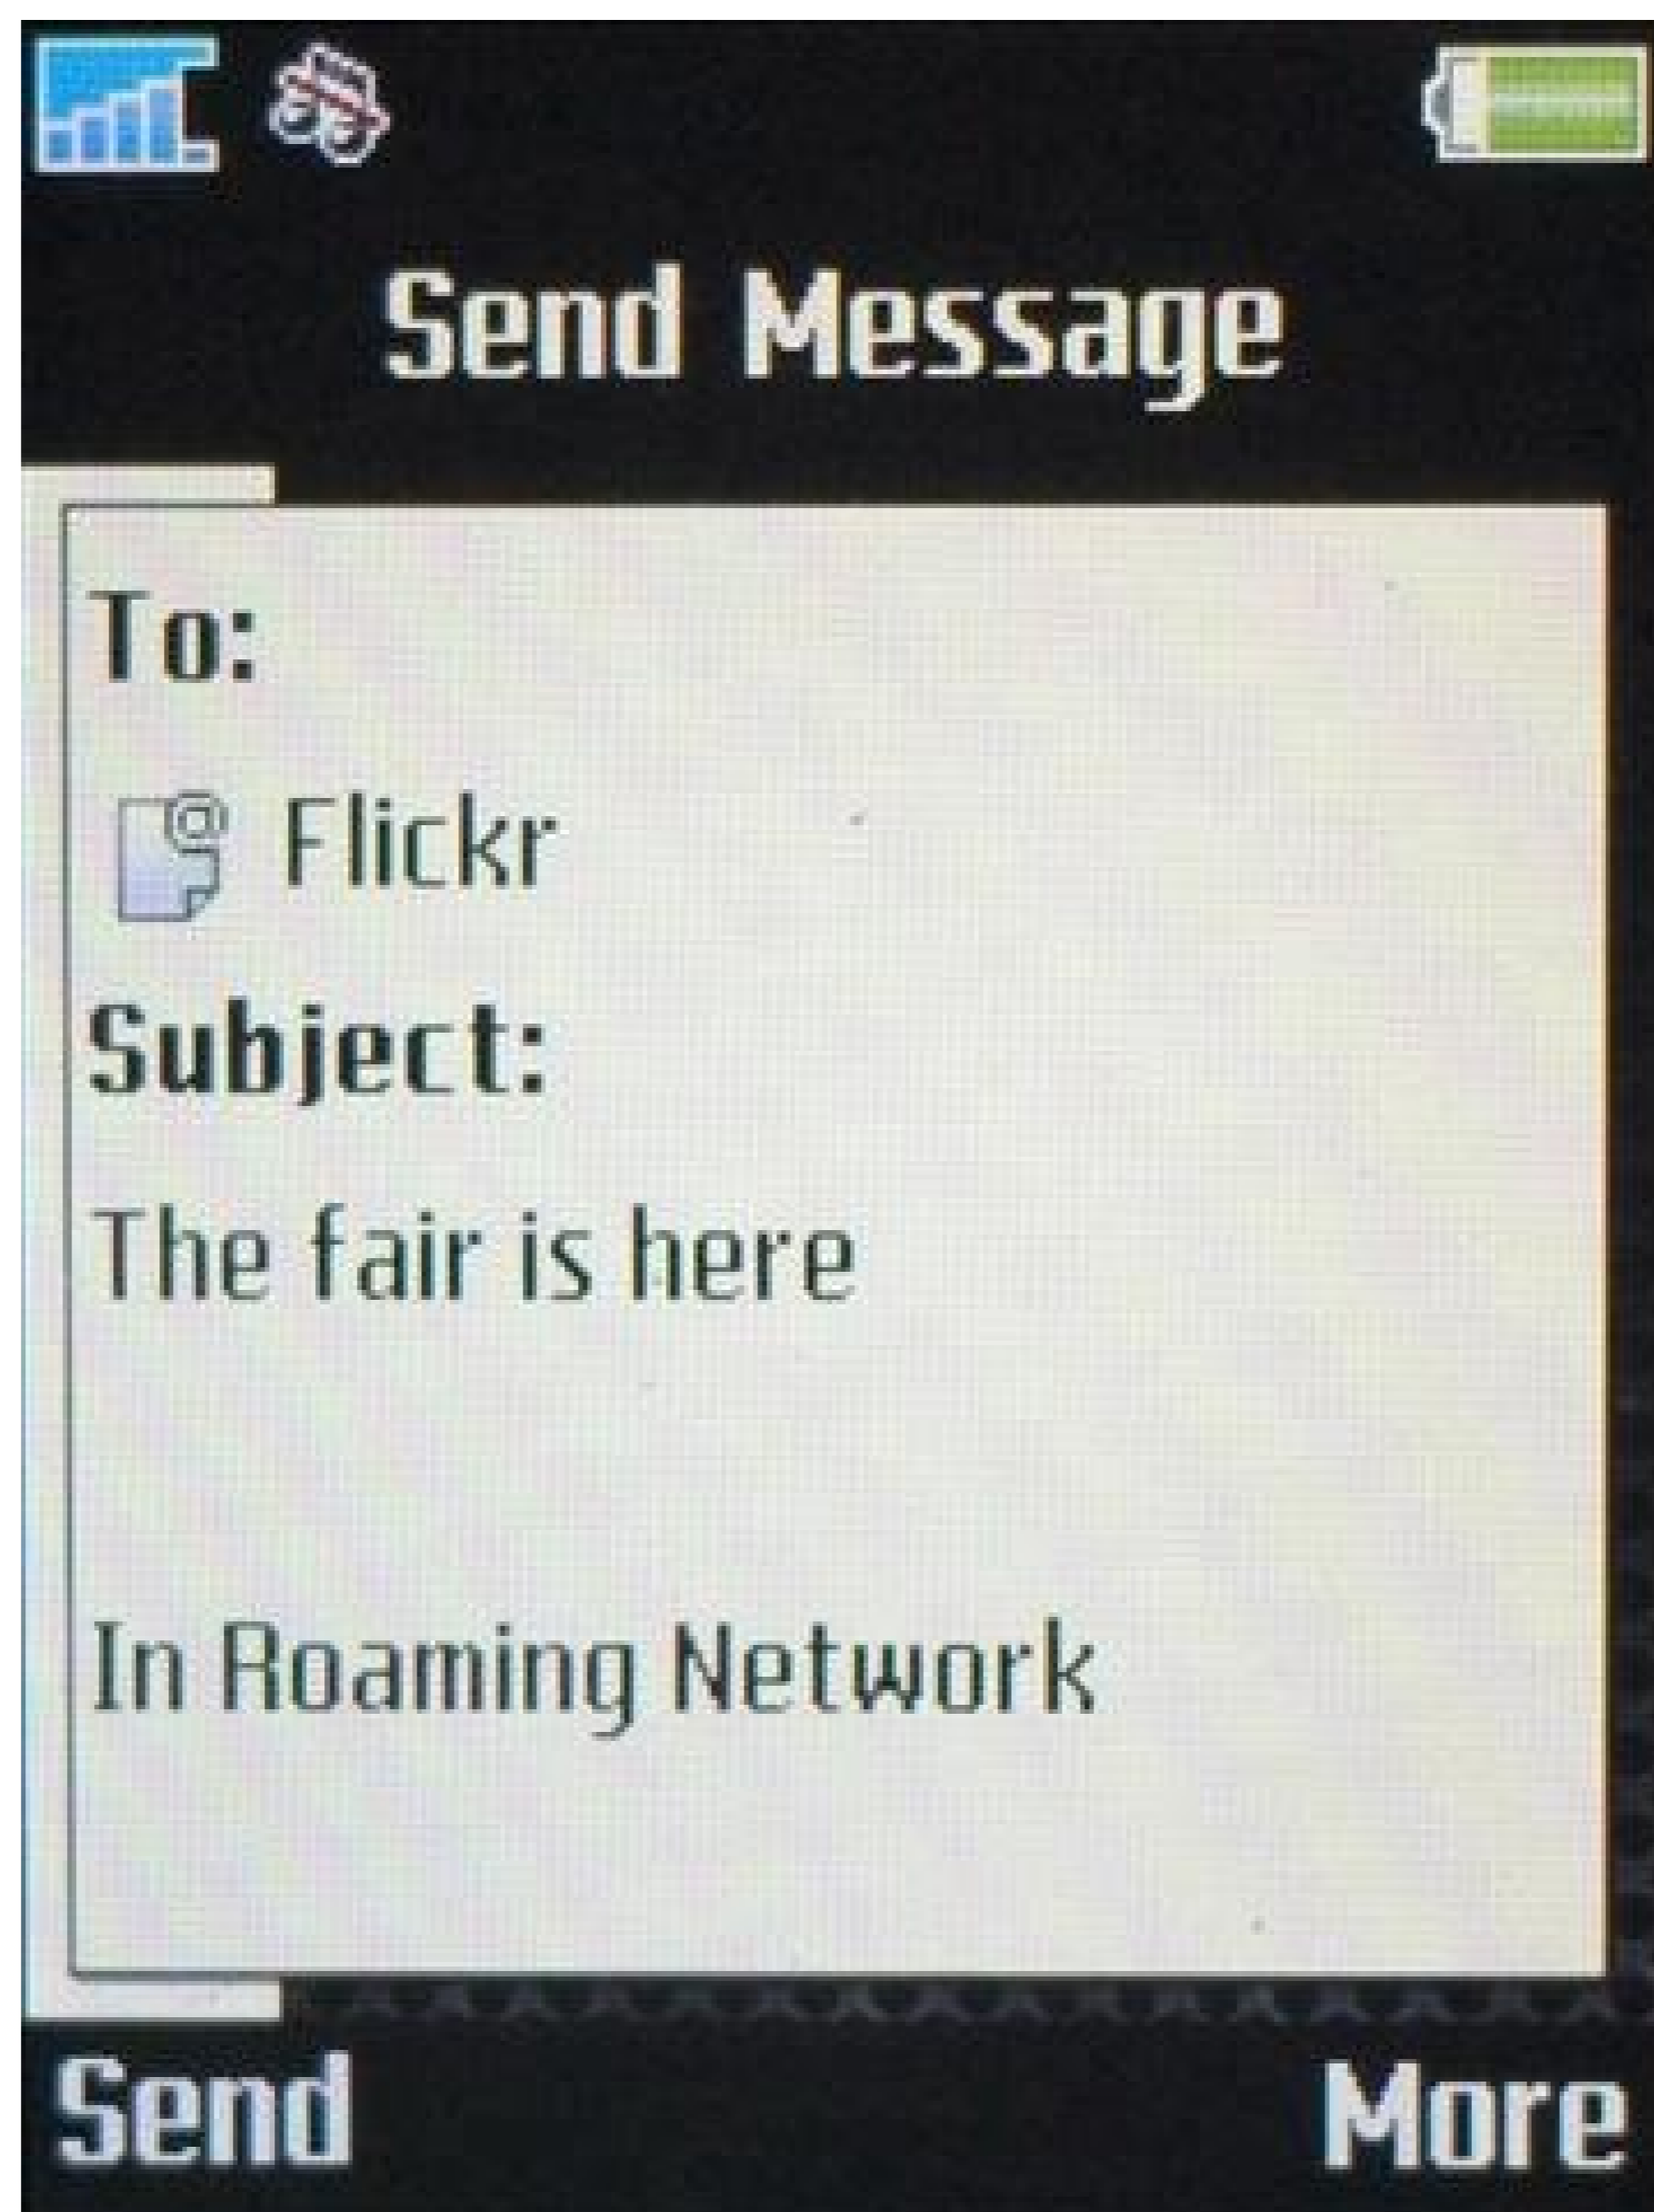 Send Message
To:
Flickr
Subject:
The fair is here
In Roaming Network
Send More